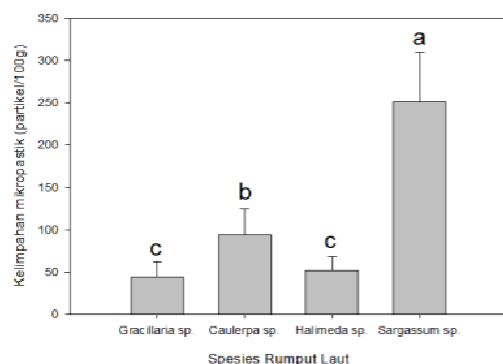 350
300
250
200
150
100
50
0
Kelimpahan mikropastik (partikel/100g)
c
b
c
a
Gracillaria sp.
Caulerpa sp.
Halimeda sp.
Sargassum sp.
Spesies Rumput Laut